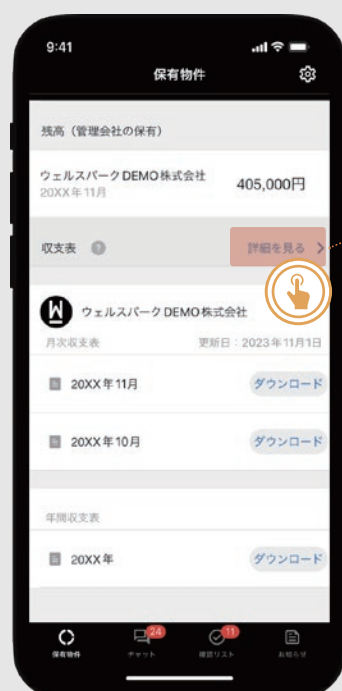 9:41
保有物件
残高（管理会社の保有）
ウェルスパークDEMO株式会社
405,000円
20XX年11月
収支表 ?
詳細を見る >
ウェルスパークDEMO株式会社
月次収支表
更新日：2023年11月1日
20XX年11月
ダウンロード
20XX年10月
ダウンロード
年間収支表
20XX年
ダウンロード
24
11
保有物件
チャット
確認リスト
お知らせ